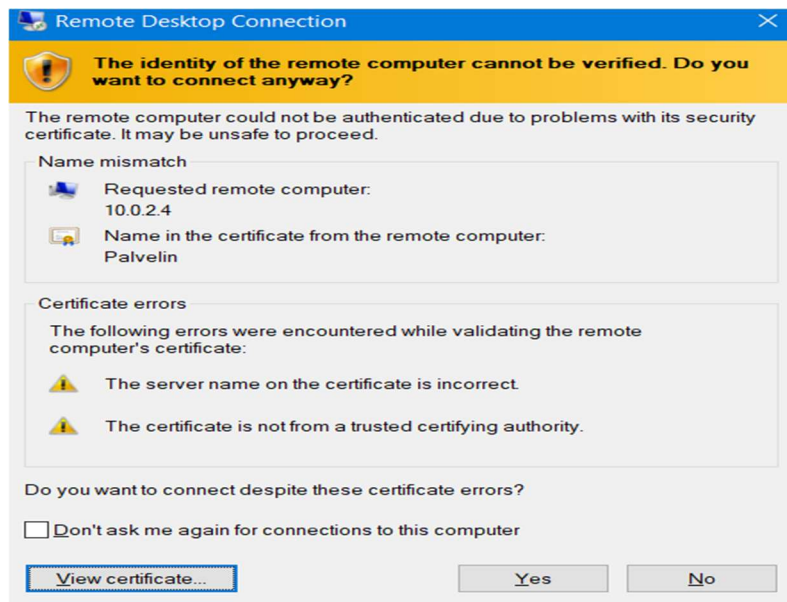 Remote Desktop Connection
The identity of the remote computer cannot be verified. Do you
want to connect anyway?
The remote computer could not be authenticated due to problems with its security
certificate. It may be unsafe to proceed.
Name mismatch
Requested remote computer:
10.0.2.4
Name in the certificate from the remote computer:
Palvelin
Certificate errors
The following errors were encountered while validating the remote
computer's certificate:
The server name on the certificate is incorrect.
The certificate is not from a trusted certifying authority.
Do you want to connect despite these certificate errors?
Don't ask me again for connections to this computer
View certificate...
Yes
No